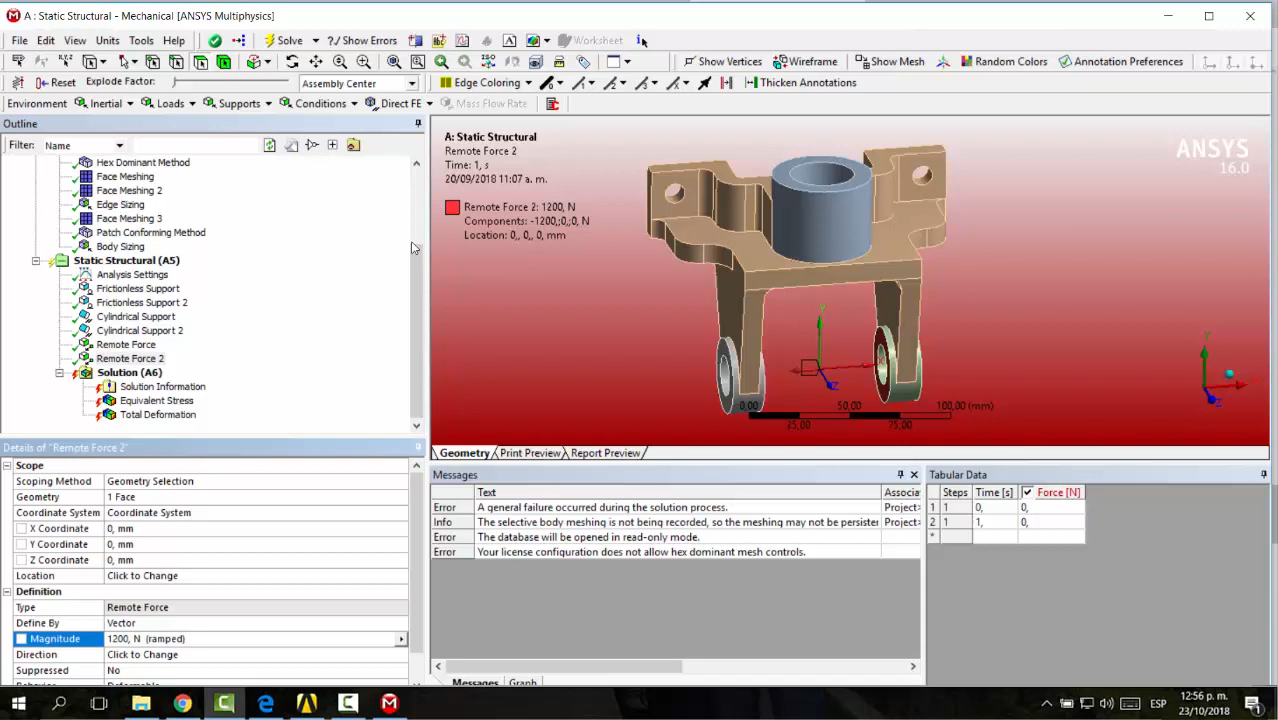 A : Static Structural - Mechanical [ANSYS Multiphysics]
File Edit View Units Tools Help Solve ?/Show Errors Worksheet
Show Vertices Wireframe Show Mesh Random Colors Annotation Preferences
Reset Explode Factor: Assembly Center Edge Coloring Thicken Annotations
Environment Inertial Loads Supports Conditions Direct FE Mass Flow Rate
Outline
Filter: Name
Hex Dominant Method
Face Meshing
Face Meshing 2
Edge Sizing
Face Meshing 3
Patch Conforming Method
Body Sizing
Static Structural (A5)
Analysis Settings
Frictionless Support
Frictionless Support 2
Cylindrical Support
Cylindrical Support 2
Remote Force
Remote Force 2
Solution (A6)
Solution Information
Equivalent Stress
Total Deformation
A: Static Structural
Remote Force 2
Time: 1, s
20/09/2018 11:07 a. m.
Remote Force 2: 1200, N
Components: -1200,;0,;0, N
Location: 0,, 0,, 0, mm
ANSYS
16.0
Y
Z
Y
Z
0,00 50,00 100,00 (mm)
25,00 75,00
Geometry Print Preview Report Preview
Details of "Remote Force 2"
Scope
Scoping Method Geometry Selection
Geometry 1 Face
Coordinate System Coordinate System
X Coordinate 0, mm
Y Coordinate 0, mm
Z Coordinate 0, mm
Location Click to Change
Definition
Type Remote Force
Define By Vector
Magnitude 1200, N (ramped)
Direction Click to Change
Suppressed No
Messages
Text Associa
Error A general failure occurred during the solution process. Project>
Info The selective body meshing is not being recorded, so the meshing may not be persister Project>
Error The database will be opened in read-only mode.
Error Your license configuration does not allow hex dominant mesh controls.
Messages Graph
Tabular Data
Steps Time [s] Force [N]
1 1 0, 0,
2 1 1, 0,
*
ESP
12:56 p. m.
23/10/2018
1